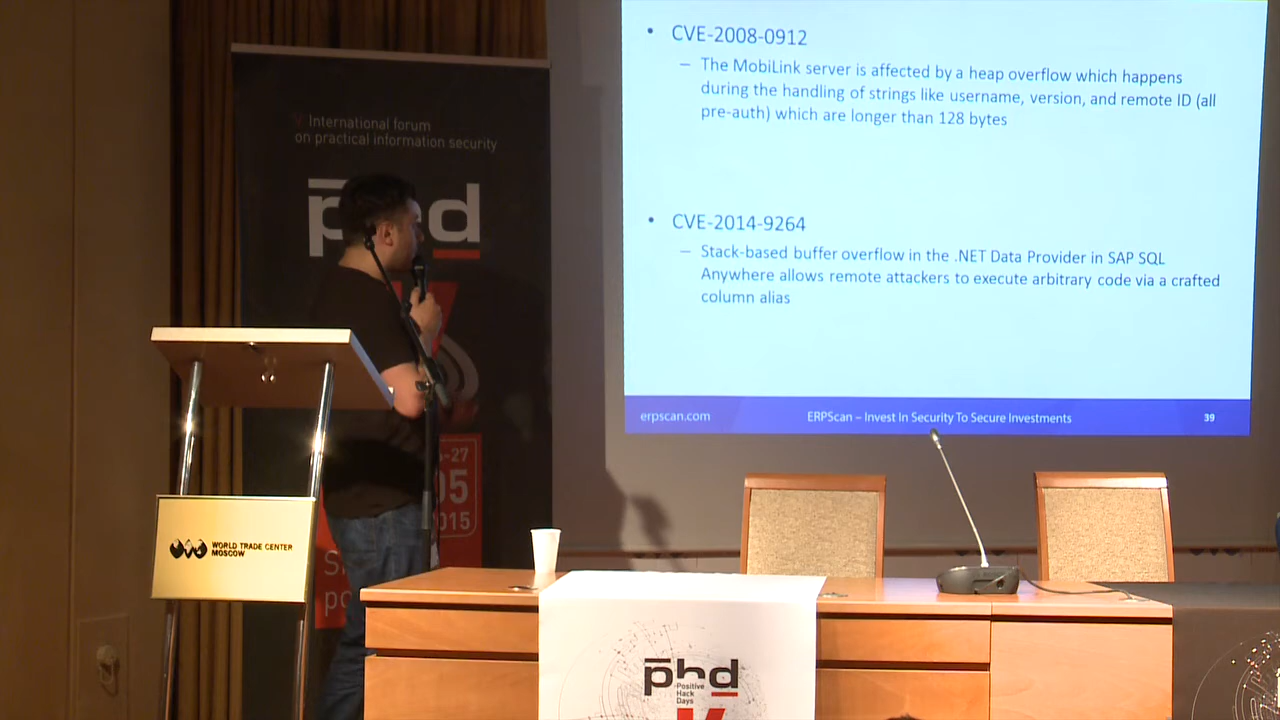 • CVE-2008-0912
– The MobiLink server is affected by a heap overflow which happens
during the handling of strings like username, version, and remote ID (all
pre-auth) which are longer than 128 bytes
• CVE-2014-9264
– Stack-based buffer overflow in the .NET Data Provider in SAP SQL
Anywhere allows remote attackers to execute arbitrary code via a crafted
column alias
erpscan.com
ERPScan – Invest In Security To Secure Investments
39
V International forum
on practical information security
phd
-27
05
2015
WORLD TRADE CENTER
MOSCOW
phd
Positive
Hack
Days